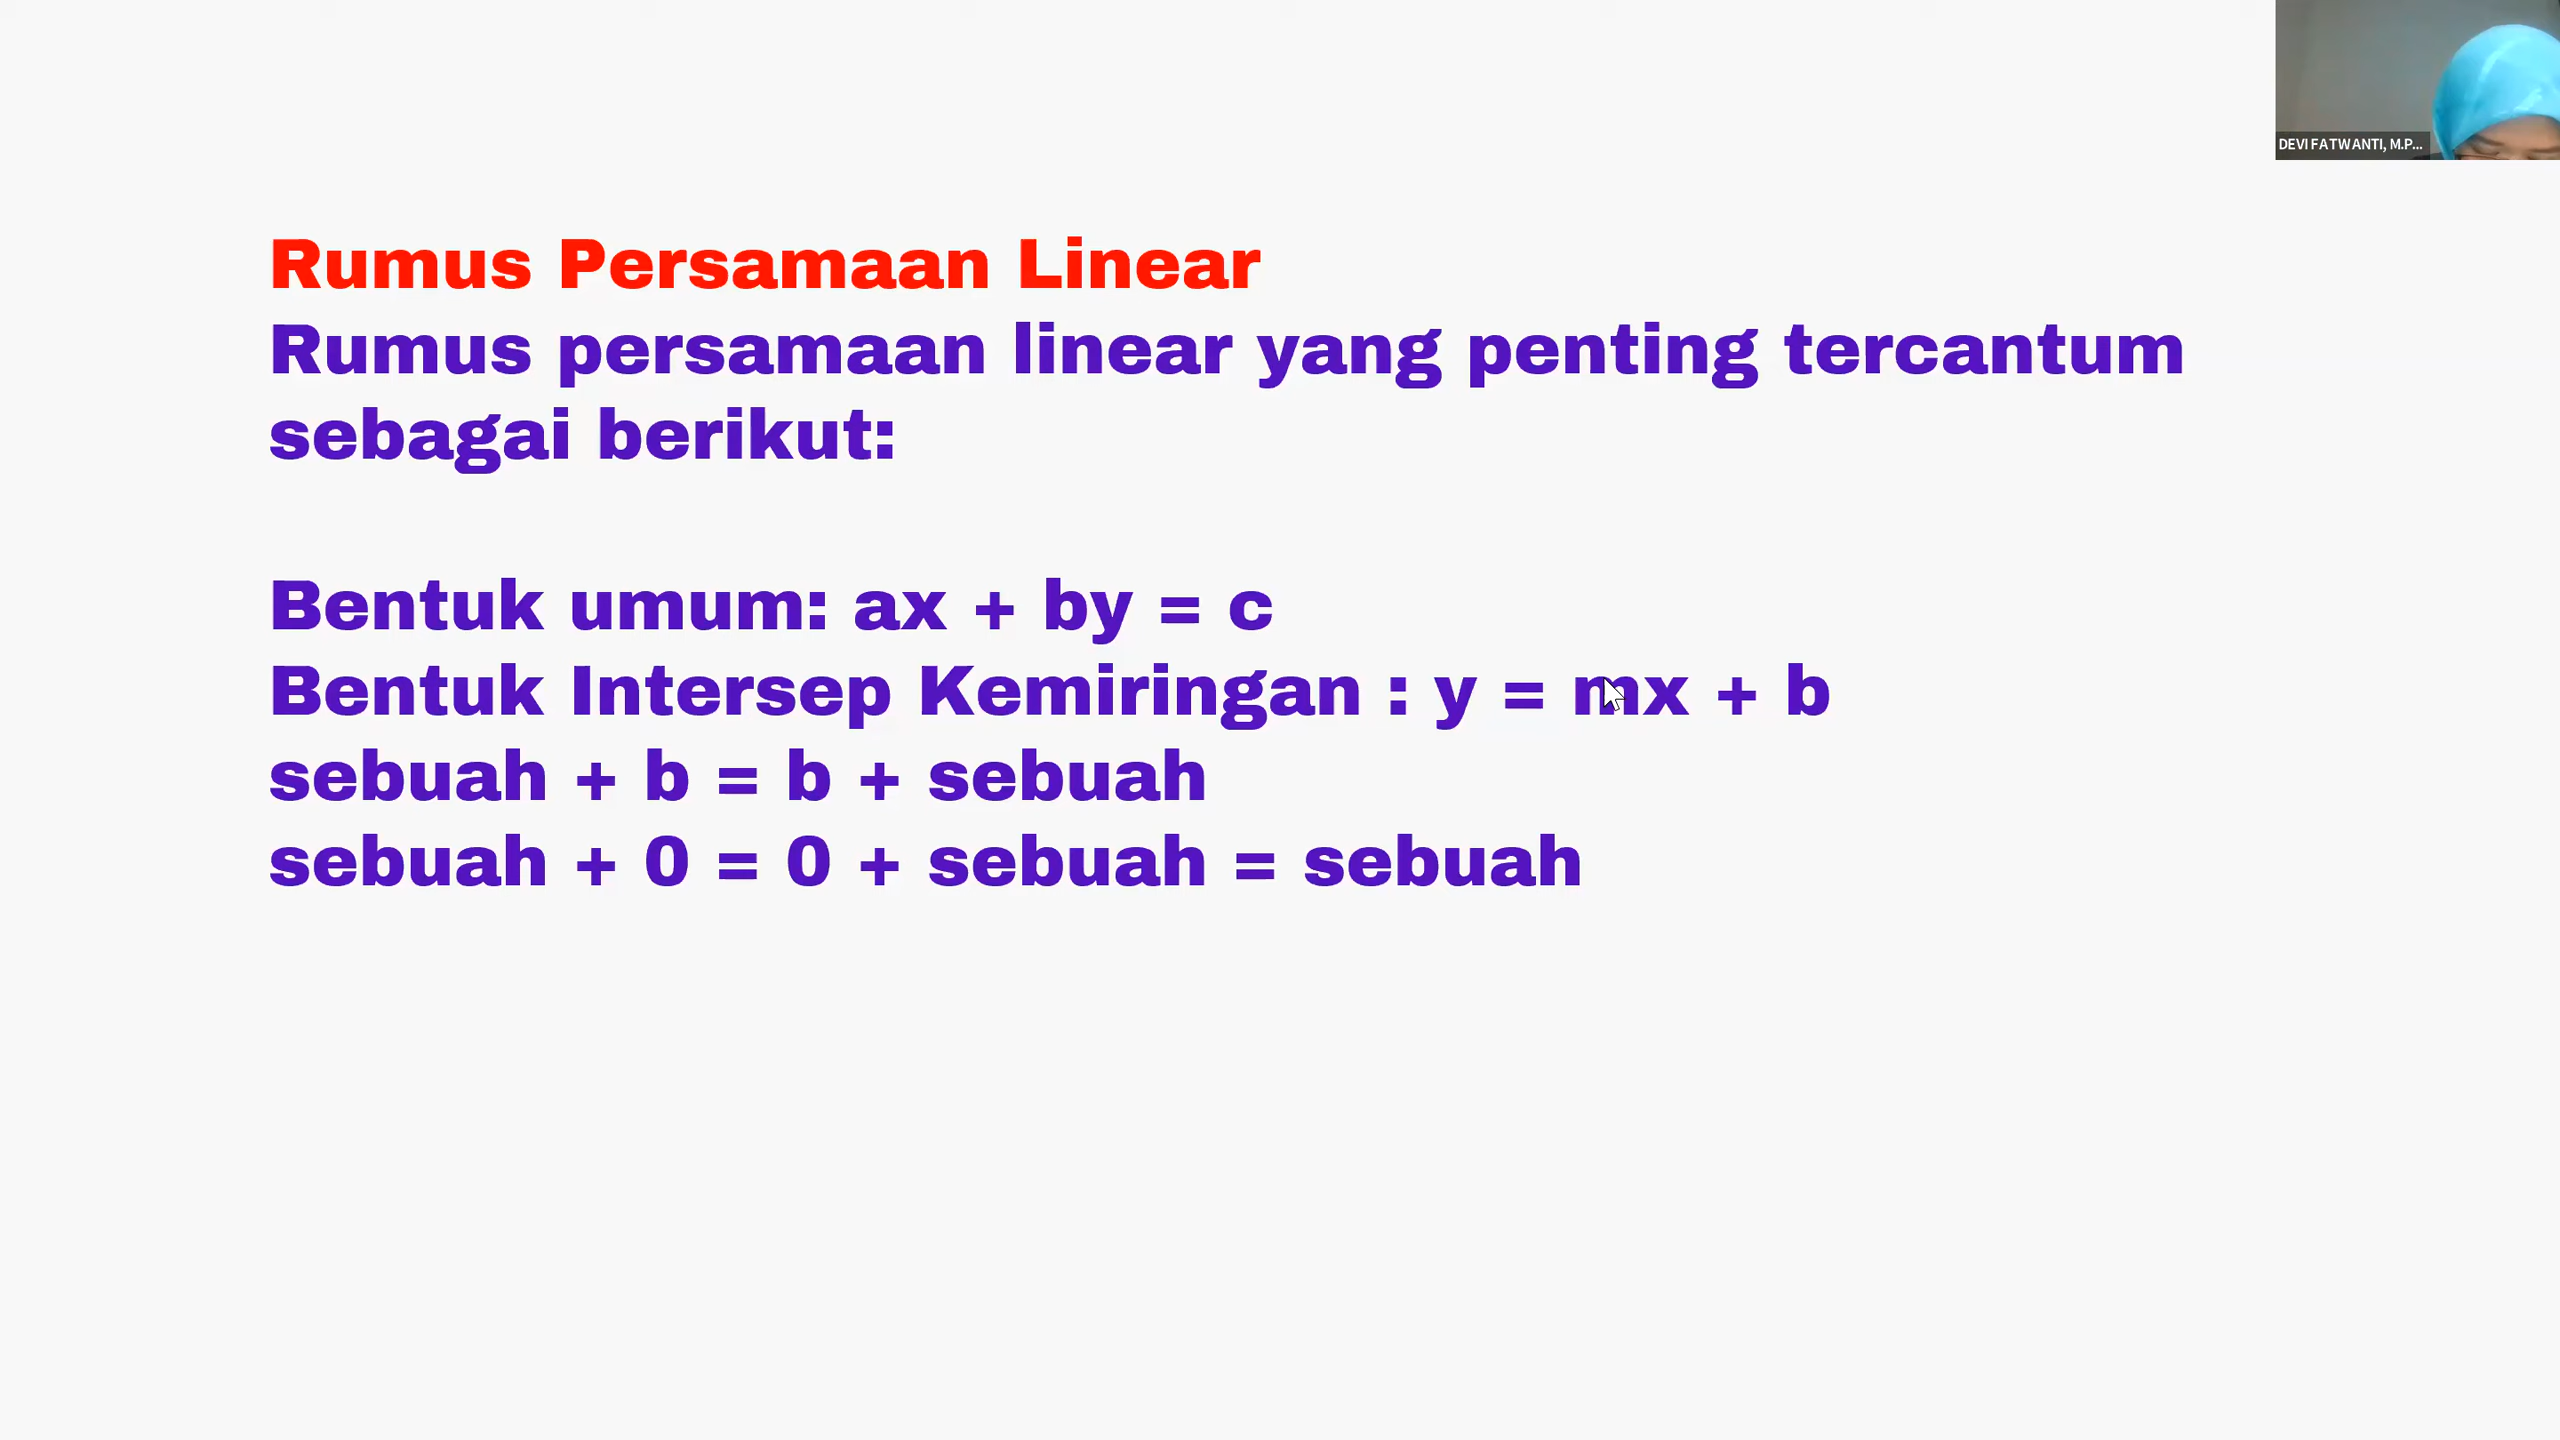 DEVI FATWANTI, M.P...
Rumus Persamaan Linear
Rumus persamaan linear yang penting tercantum
sebagai berikut:
Bentuk umum: ax + by = c
Bentuk Intersep Kemiringan : y = mx + b
sebuah + b = b + sebuah
sebuah + 0 = 0 + sebuah = sebuah